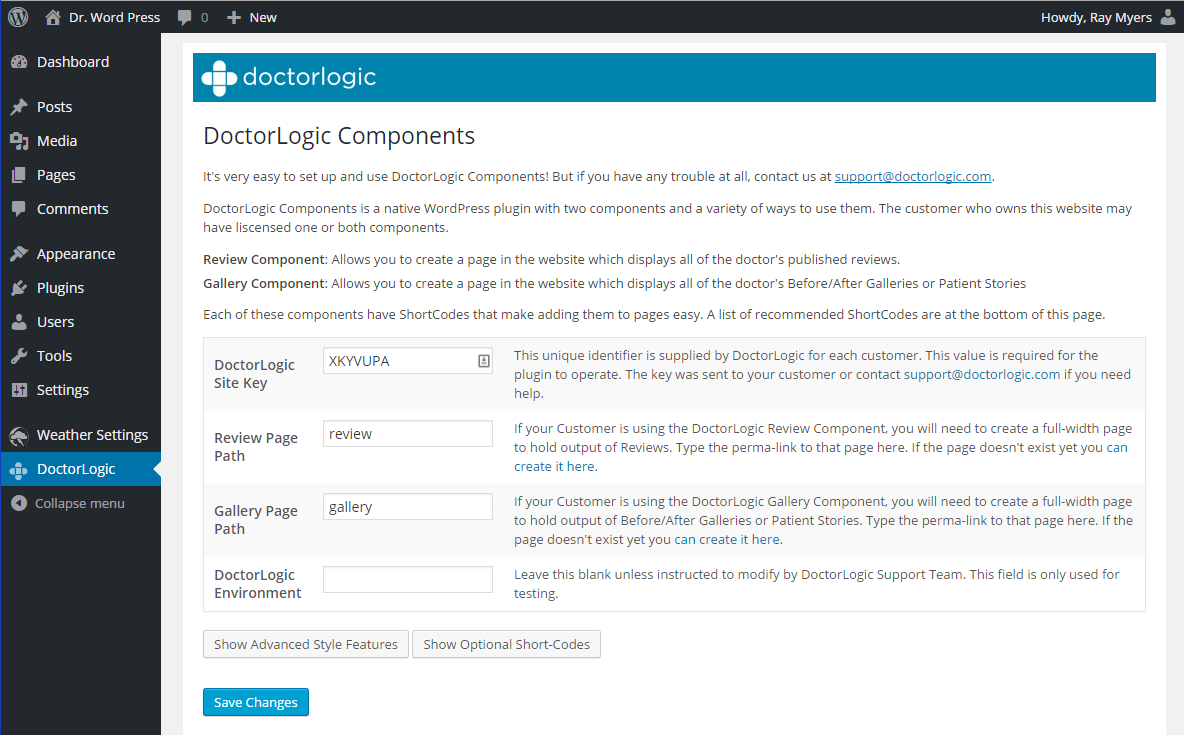 Dr. Word Press 0 New Howdy, Ray Myers
Dashboard
Posts
Media
Pages
Comments
Appearance
Plugins
Users
Tools
Settings
Weather Settings
DoctorLogic
Collapse menu
doctorlogic
DoctorLogic Components
It's very easy to set up and use DoctorLogic Components! But if you have any trouble at all, contact us at support@doctorlogic.com.
DoctorLogic Components is a native WordPress plugin with two components and a variety of ways to use them. The customer who owns this website may
have liscensed one or both components.
Review Component: Allows you to create a page in the website which displays all of the doctor's published reviews.
Gallery Component: Allows you to create a page in the website which displays all of the doctor's Before/After Galleries or Patient Stories
Each of these components have ShortCodes that make adding them to pages easy. A list of recommended ShortCodes are at the bottom of this page.
DoctorLogic
Site Key
XKYVUPA
This unique identifier is supplied by DoctorLogic for each customer. This value is required for the
plugin to operate. The key was sent to your customer or contact support@doctorlogic.com if you need
help.
Review Page
Path
review
If your Customer is using the DoctorLogic Review Component, you will need to create a full-width page
to hold output of Reviews. Type the perma-link to that page here. If the page doesn't exist yet you can
create it here.
Gallery Page
Path
gallery
If your Customer is using the DoctorLogic Gallery Component, you will need to create a full-width page
to hold output of Before/After Galleries or Patient Stories. Type the perma-link to that page here. If the
page doesn't exist yet you can create it here.
DoctorLogic
Environment
Leave this blank unless instructed to modify by DoctorLogic Support Team. This field is only used for
testing.
Show Advanced Style Features Show Optional Short-Codes
Save Changes